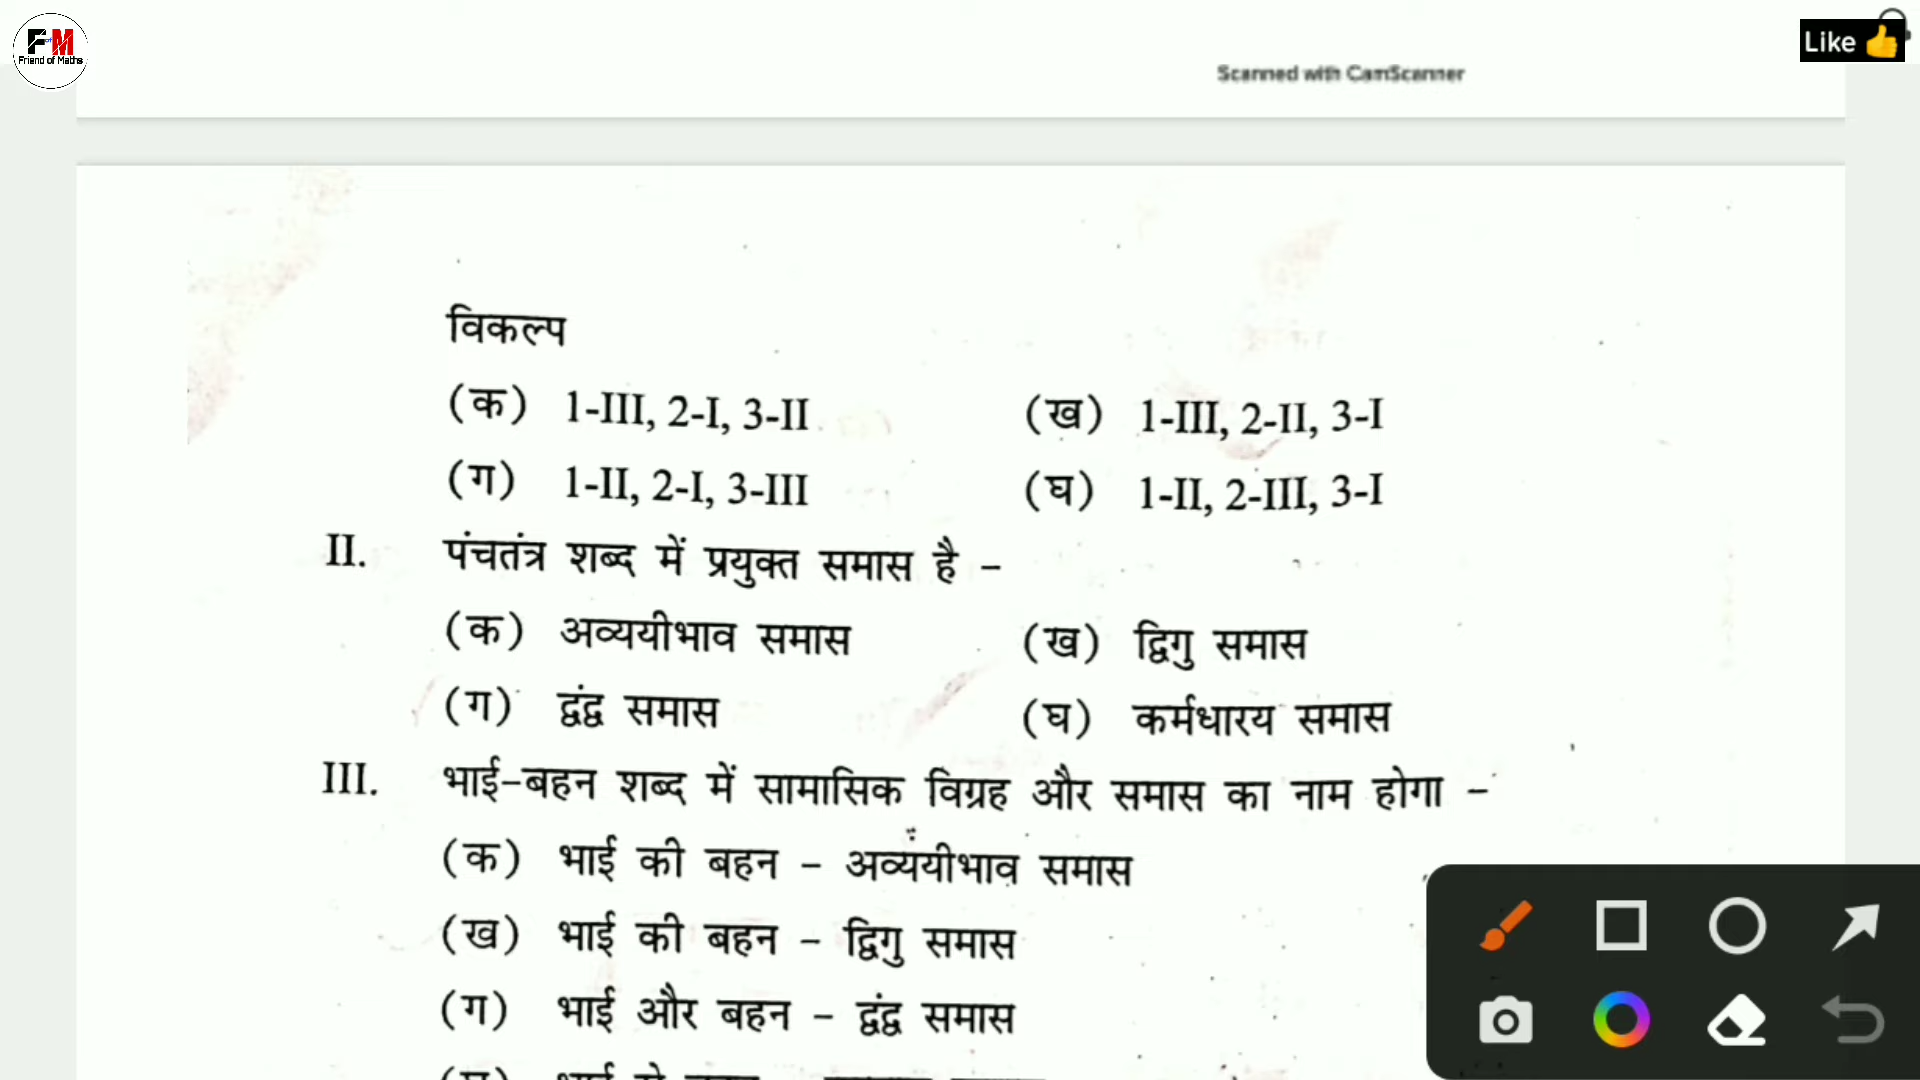 FM
Friend of Maths
Like 👍
Scanned with CamScanner
विकल्प
(क) 1-III, 2-I, 3-II
(ख) 1-III, 2-II, 3-I
(ग) 1-II, 2-I, 3-III
(घ) 1-II, 2-III, 3-I
II. पंचतंत्र शब्द में प्रयुक्त समास है –
(क) अव्ययीभाव समास
(ख) द्विगु समास
(ग) द्वंद्व समास
(घ) कर्मधारय समास
III. भाई-बहन शब्द में सामासिक विग्रह और समास का नाम होगा –
(क) भाई की बहन – अव्ययीभाव समास
(ख) भाई की बहन – द्विगु समास
(ग) भाई और बहन – द्वंद्व समास